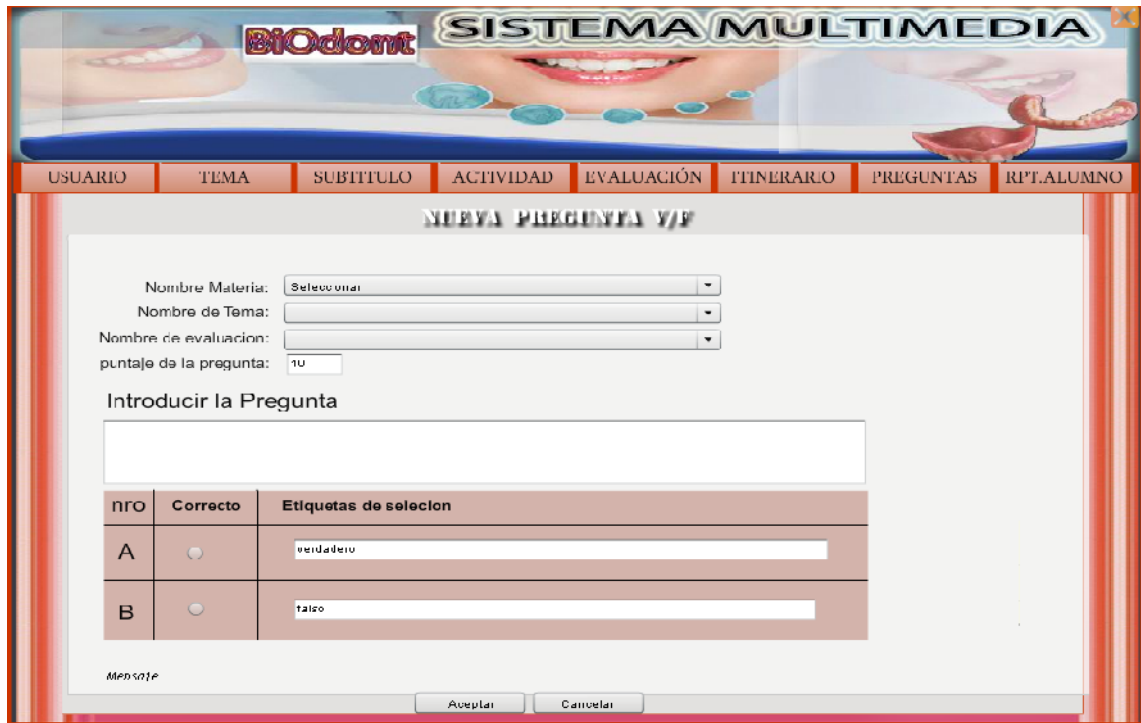 BiOdont SISTEMA MULTIMEDIA
USUARIO TEMA SUBTITULO ACTIVIDAD EVALUACIÓN ITINERARIO PREGUNTAS RPT.ALUMNO
NUEVA PREGUNTA V/F
Nombre Materia: Seleccionar
Nombre de Tema:
Nombre de evaluacion:
puntaje de la pregunta: 10
Introducir la Pregunta
nro Correcto Etiquetas de selecion
A verdadero
B falso
Mensaje
Aceptar Cancelar